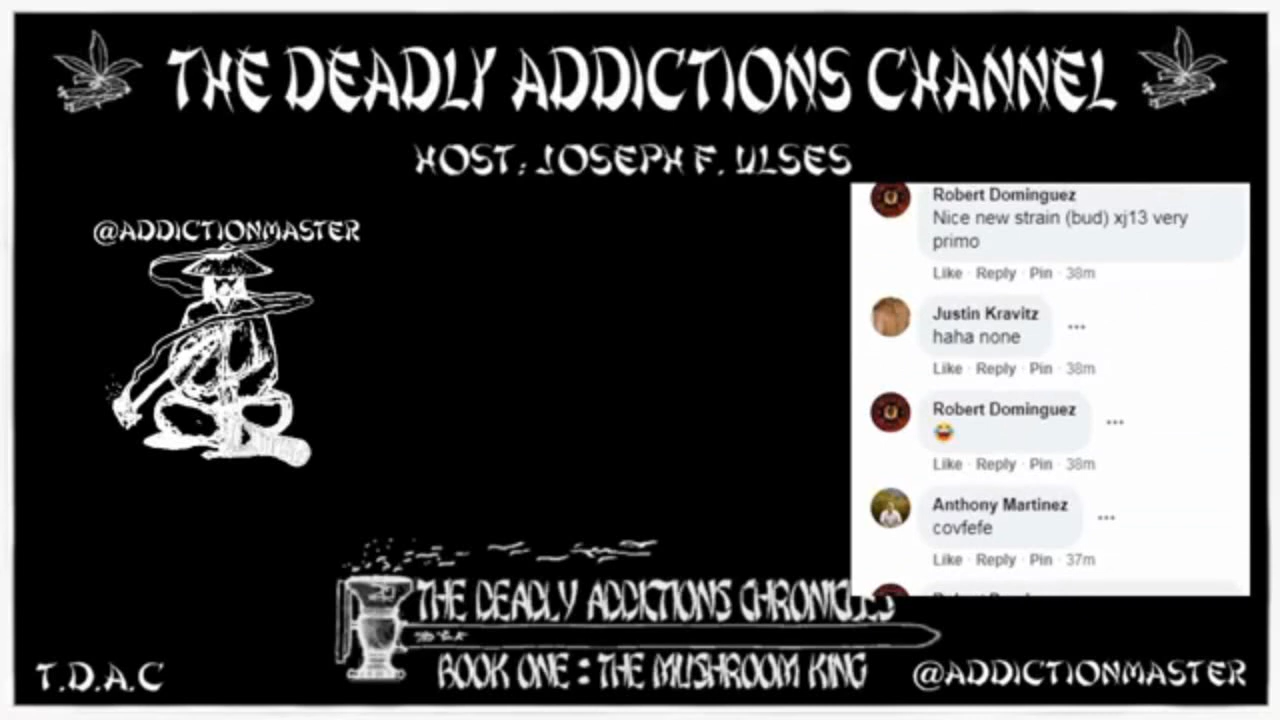 THE DEADLY ADDICTIONS CHANNEL
HOST: JOSEPH F. ULSES
@ADDICTIONMASTER
Robert Dominguez
Nice new strain (bud) xj13 very
primo
Like · Reply · Pin · 38m
Justin Kravitz
haha none
Like · Reply · Pin · 38m
Robert Dominguez
😂
Like · Reply · Pin · 38m
Anthony Martinez
covfefe
Like · Reply · Pin · 37m
THE DEADLY ADDICTIONS CHRONICLES
BOOK ONE : THE MUSHROOM KING
T.D.A.C
@ADDICTIONMASTER